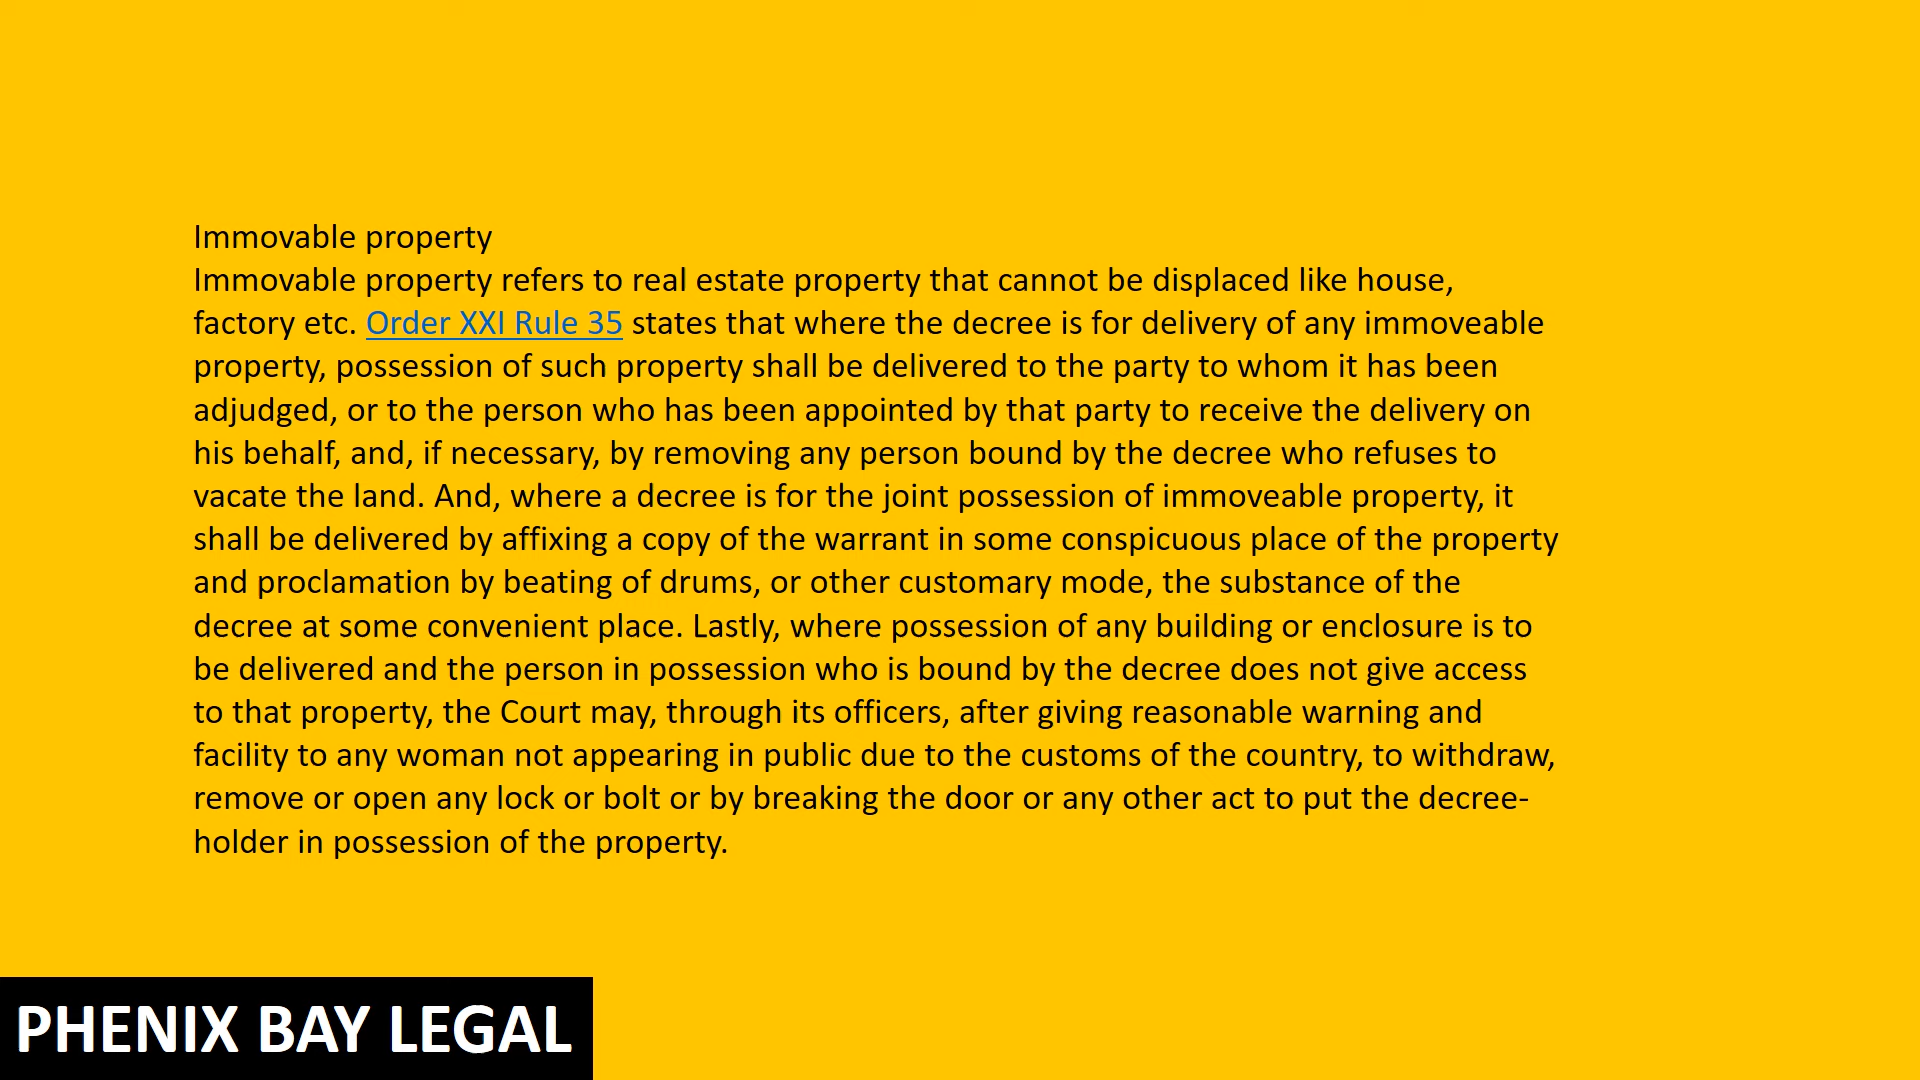 Immovable property
Immovable property refers to real estate property that cannot be displaced like house,
factory etc. Order XXI Rule 35 states that where the decree is for delivery of any immoveable
property, possession of such property shall be delivered to the party to whom it has been
adjudged, or to the person who has been appointed by that party to receive the delivery on
his behalf, and, if necessary, by removing any person bound by the decree who refuses to
vacate the land. And, where a decree is for the joint possession of immoveable property, it
shall be delivered by affixing a copy of the warrant in some conspicuous place of the property
and proclamation by beating of drums, or other customary mode, the substance of the
decree at some convenient place. Lastly, where possession of any building or enclosure is to
be delivered and the person in possession who is bound by the decree does not give access
to that property, the Court may, through its officers, after giving reasonable warning and
facility to any woman not appearing in public due to the customs of the country, to withdraw,
remove or open any lock or bolt or by breaking the door or any other act to put the decree-
holder in possession of the property.
PHENIX BAY LEGAL